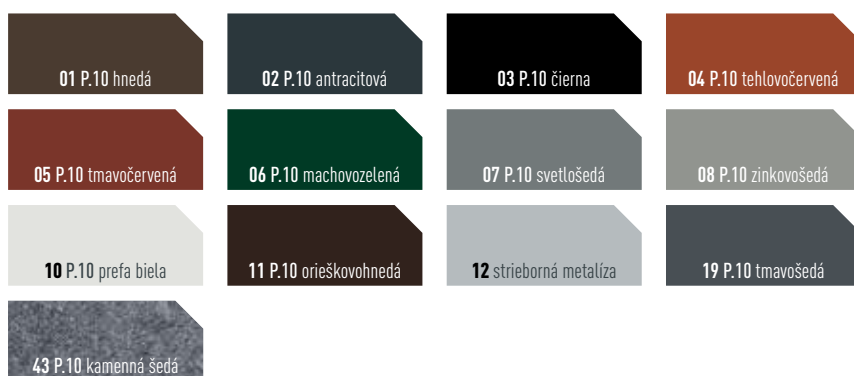 01 P.10 hnedá
02 P.10 antracitová
03 P.10 čierna
04 P.10 tehlovočervená
05 P.10 tmavočervená
06 P.10 machovozelená
07 P.10 svetlošedá
08 P.10 zinkovošedá
10 P.10 prefa biela
11 P.10 orieškovohnedá
12 strieborná metalíza
19 P.10 tmavošedá
43 P.10 kamenná šedá